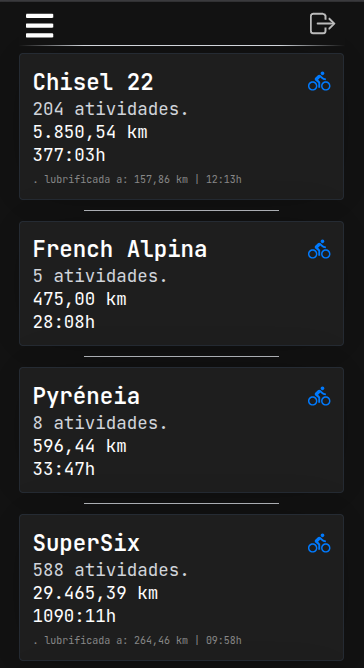 Chisel 22
204 atividades.
5.850,54 km
377:03h
. lubrificada a: 157,86 km | 12:13h
French Alpina
5 atividades.
475,00 km
28:08h
Pyréneia
8 atividades.
596,44 km
33:47h
SuperSix
588 atividades.
29.465,39 km
1090:11h
. lubrificada a: 264,46 km | 09:58h